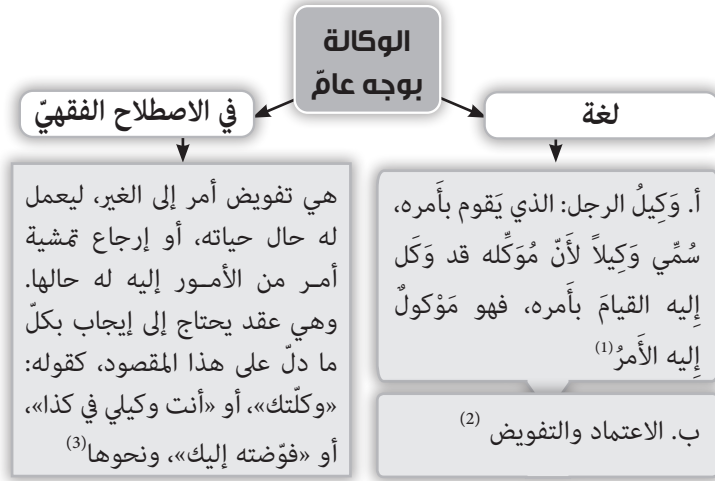 الوكالة
بوجه عامّ
لغة
أ. وَكِيلُ الرجل: الذي يَقوم بأَمره،
سُمِّي وَكِيلاً لأَنّ مُوَكِّله قد وَكَل
إِليه القيامَ بأَمره، فهو مَوْكولٌ
إِليه الأَمرُ(1)
ب. الاعتماد والتفويض (2)
في الاصطلاح الفقهيّ
هي تفويض أمر إلى الغير، ليعمل
له حال حياته، أو إرجاع تمشية
أمـر من الأمـور إليه له حالها.
وهي عقد يحتاج إلى إيجاب بكلّ
ما دلّ على هذا المقصود، كقوله:
«وكلّتك»، أو «أنت وكيلي في كذا»،
أو «فوّضته إليك»، ونحوها(3)